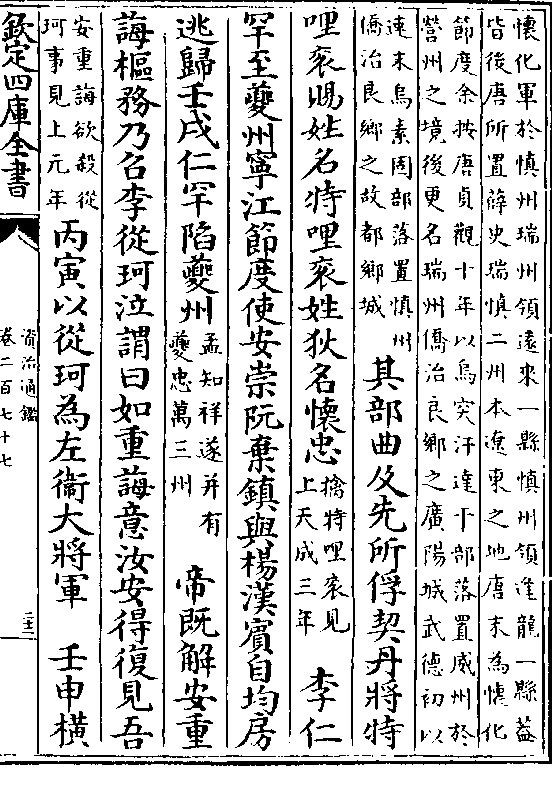 懷化軍於慎州瑞州領遠來一縣慎州領逢龍一縣蓋
皆後唐所置薛史瑞慎二州本遼東之地唐末為懷化
節度余按唐貞觀十年以烏突汗達干部落置威州於
營州之境後更名瑞州僑治良鄉之廣陽城武德初以
速末烏素固部落置慎州
僑治良鄉之故都鄉城
其部曲及先所俘契丹將特
哩衮賜姓名特哩衮姓狄名懷忠
擒特哩衮見
上天成三年
李仁
罕至夔州寧江節度使安崇阮棄鎮與楊漢賓自均房
逃歸壬戌仁罕陷夔州
孟知祥遂并有
夔忠萬三州
帝既解安重
誨樞務乃召李從珂泣謂曰如重誨意汝安得復見吾
安重誨欲殺從
珂事見上元年
丙寅以從珂為左衞大將軍 壬申橫
欽定四庫全書
資治通鑑
卷二百七十七